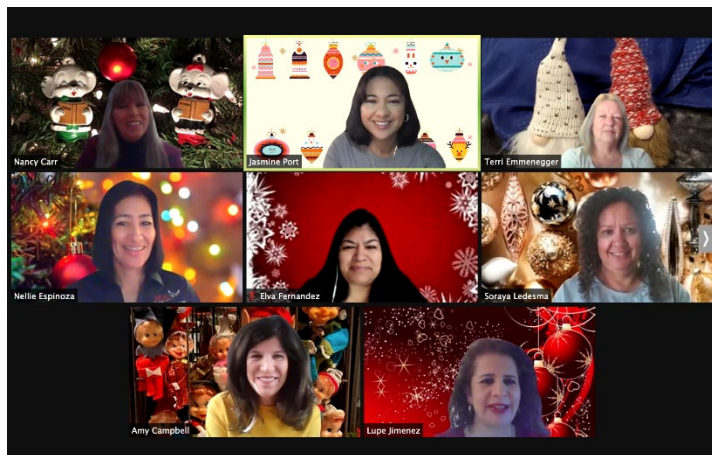 Nancy Carr
Jasmine Port
Terri Emmenegger
Nellie Espinoza
Elva Fernandez
Soraya Ledesma
Amy Campbell
Lupe Jimenez